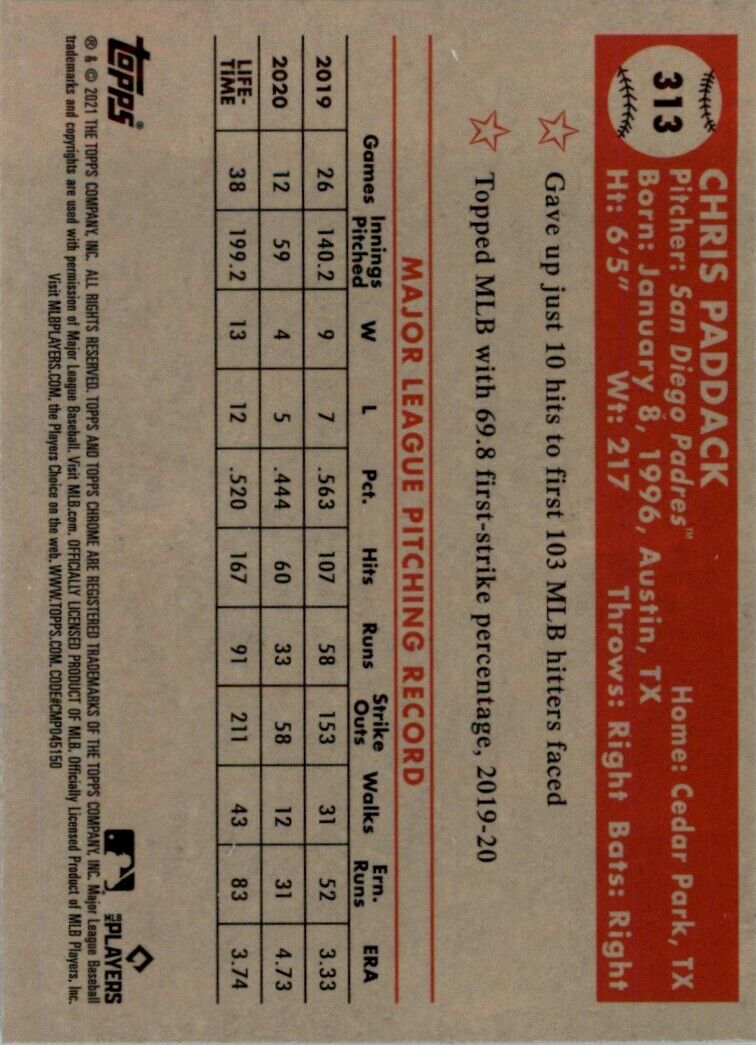 313
CHRIS PADDACK
Pitcher: San Diego Padres™ Home: Cedar Park, TX
Born: January 8, 1996, Austin, TX
Ht: 6'5" Wt: 217 Throws: Right Bats: Right
Gave up just 10 hits to first 103 MLB hitters faced
Topped MLB with 69.8 first-strike percentage, 2019-20
MAJOR LEAGUE PITCHING RECORD
Games Innings Pitched W L Pct. Hits Runs Strike Outs Walks Ern. Runs ERA
2019 26 140.2 9 7 .563 107 58 153 31 52 3.33
2020 12 59 4 5 .444 60 33 58 12 31 4.73
LIFE-TIME 38 199.2 13 12 .520 167 91 211 43 83 3.74
topps®
MLB PLAYERS
® & © 2021 THE TOPPS COMPANY, INC. ALL RIGHTS RESERVED. TOPPS AND TOPPS CHROME ARE REGISTERED TRADEMARKS OF THE TOPPS COMPANY, INC. Major League Baseball
trademarks and copyrights are used with permission of Major League Baseball. Visit MLB.com. OFFICIALLY LICENSED PRODUCT OF MLB. Officially Licensed Product of MLB Players, Inc.
Visit MLBPLAYERS.COM, the Players Choice on the web. WWW.TOPPS.COM. CODE#CMP045150